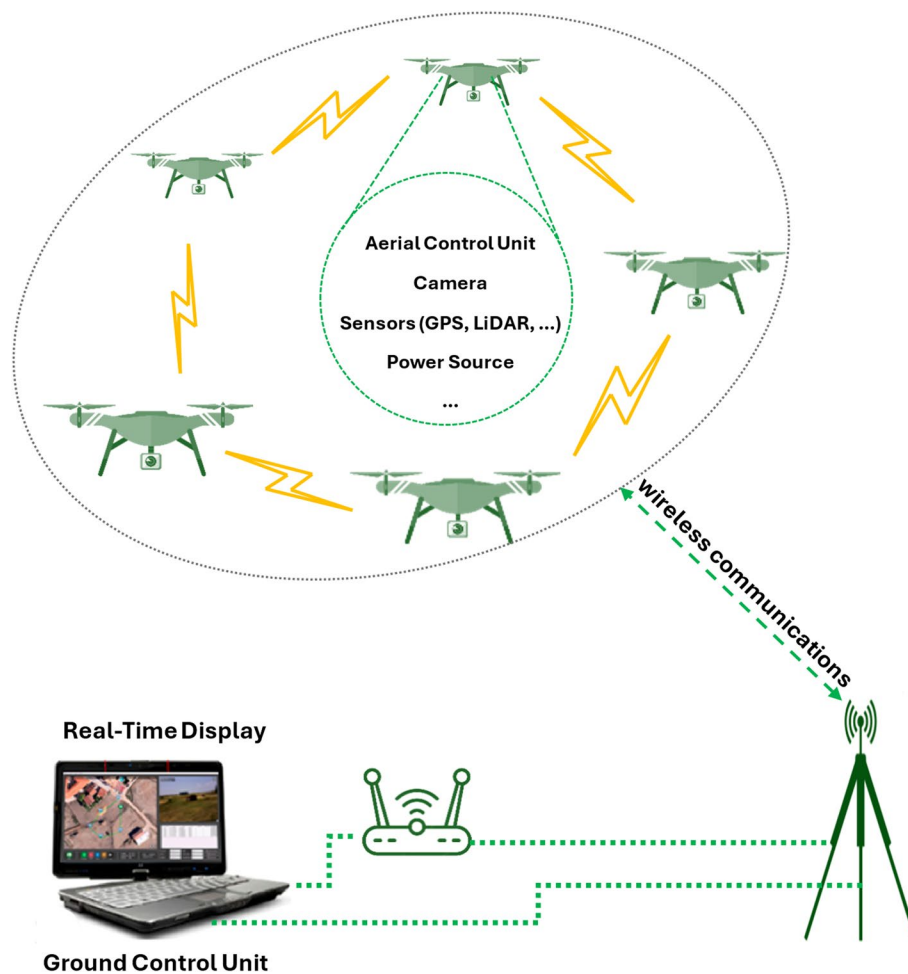 Aerial Control Unit
Camera
Sensors (GPS, LiDAR, ...)
Power Source
...
wireless communications
Real-Time Display
Ground Control Unit